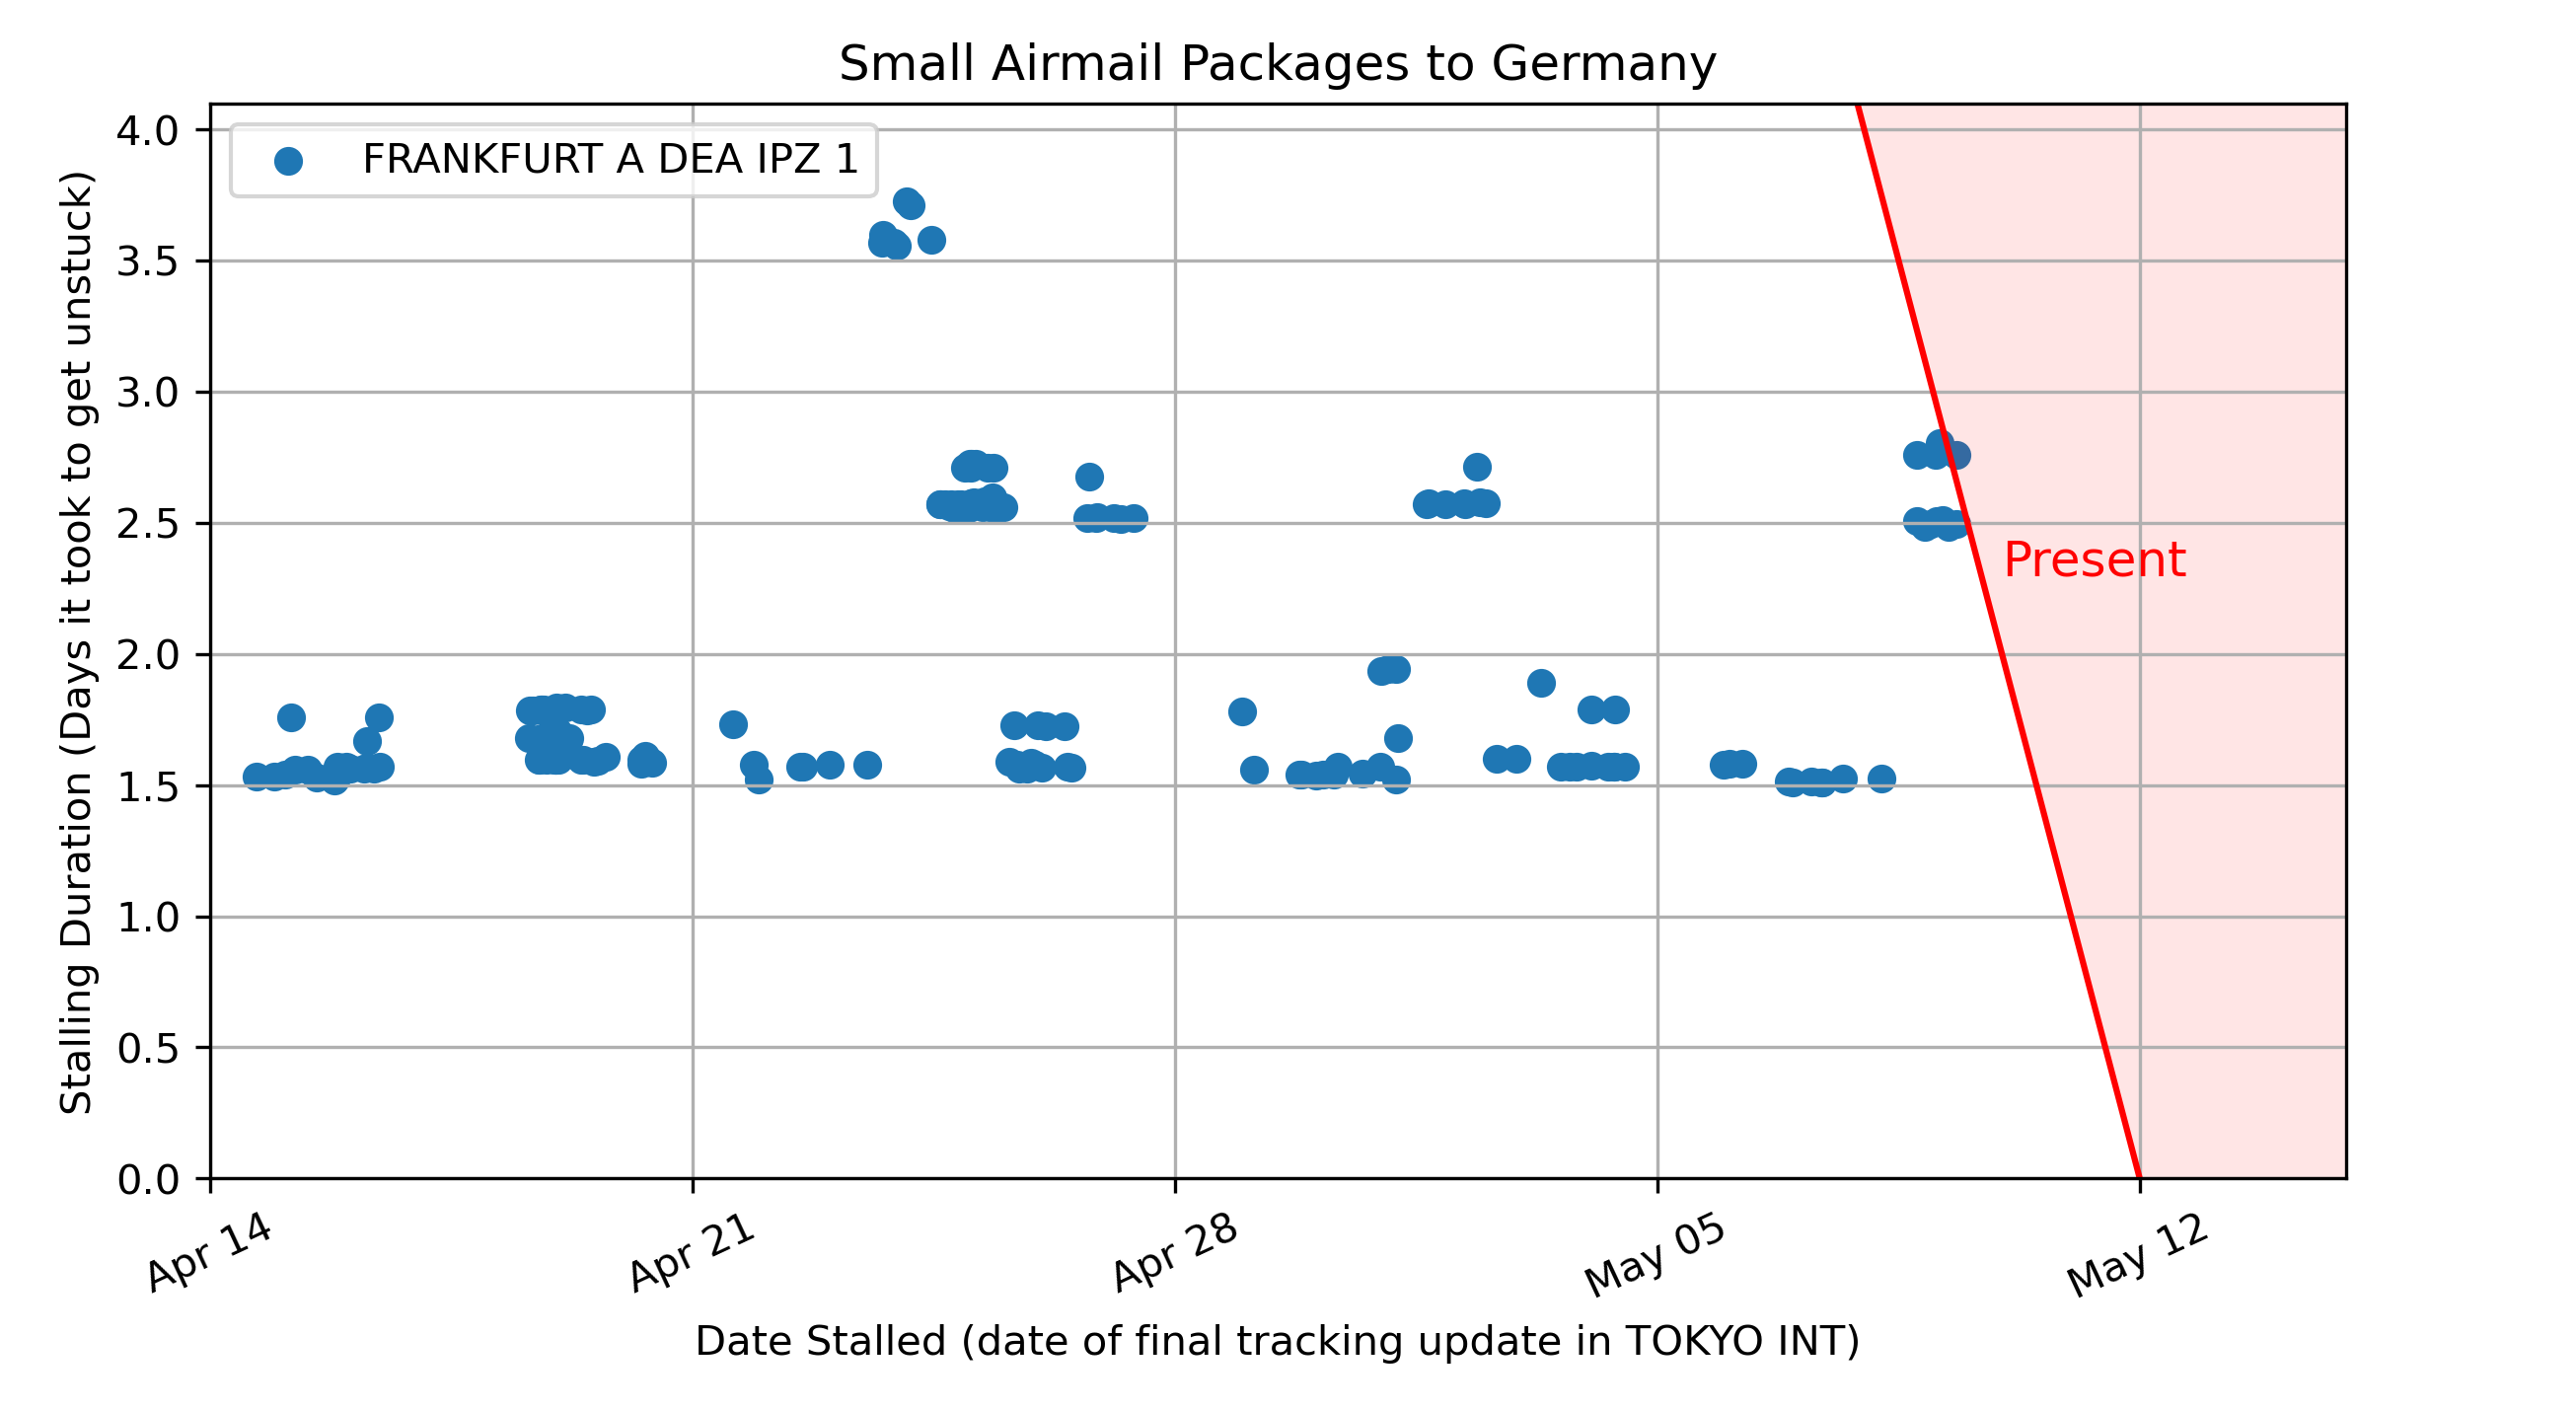 Small Airmail Packages to Germany
FRANKFURT A DEA IPZ 1
Stalling Duration (Days it took to get unstuck)
4.0
3.5
3.0
2.5
2.0
1.5
1.0
0.5
0.0
Present
Apr 14
Apr 21
Apr 28
May 05
May 12
Date Stalled (date of final tracking update in TOKYO INT)